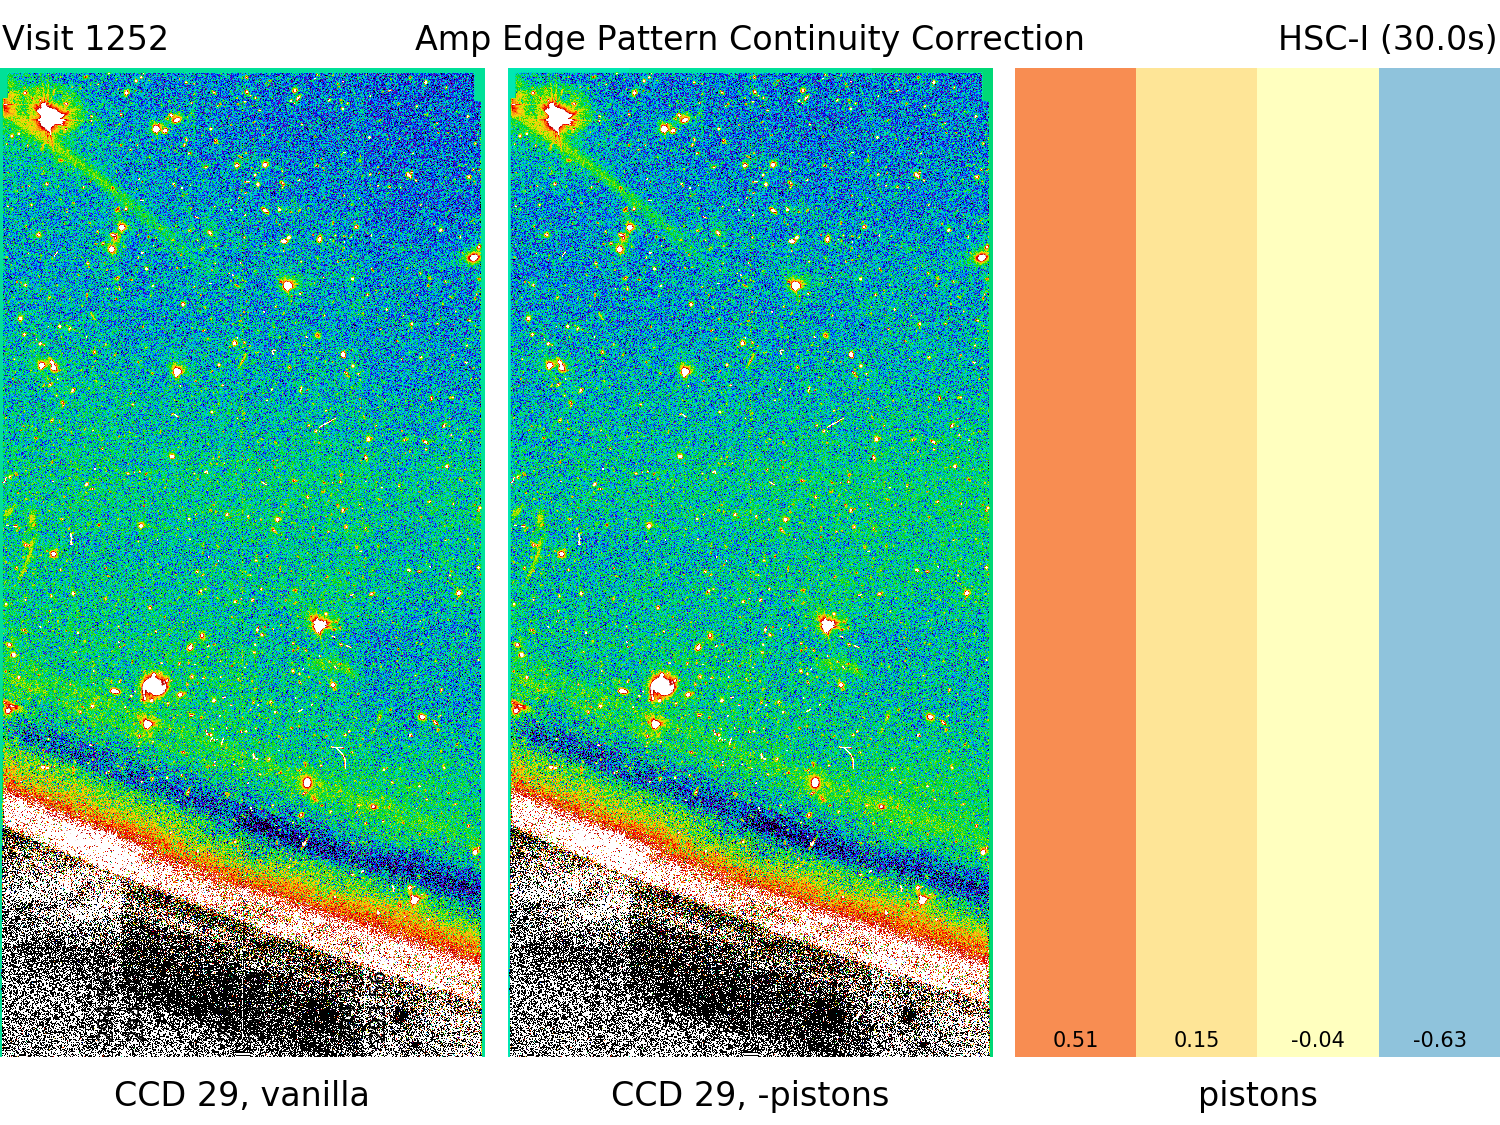 Visit 1252
Amp Edge Pattern Continuity Correction
HSC-I (30.0s)
0.51
0.15
-0.04
-0.63
CCD 29, vanilla
CCD 29, -pistons
pistons